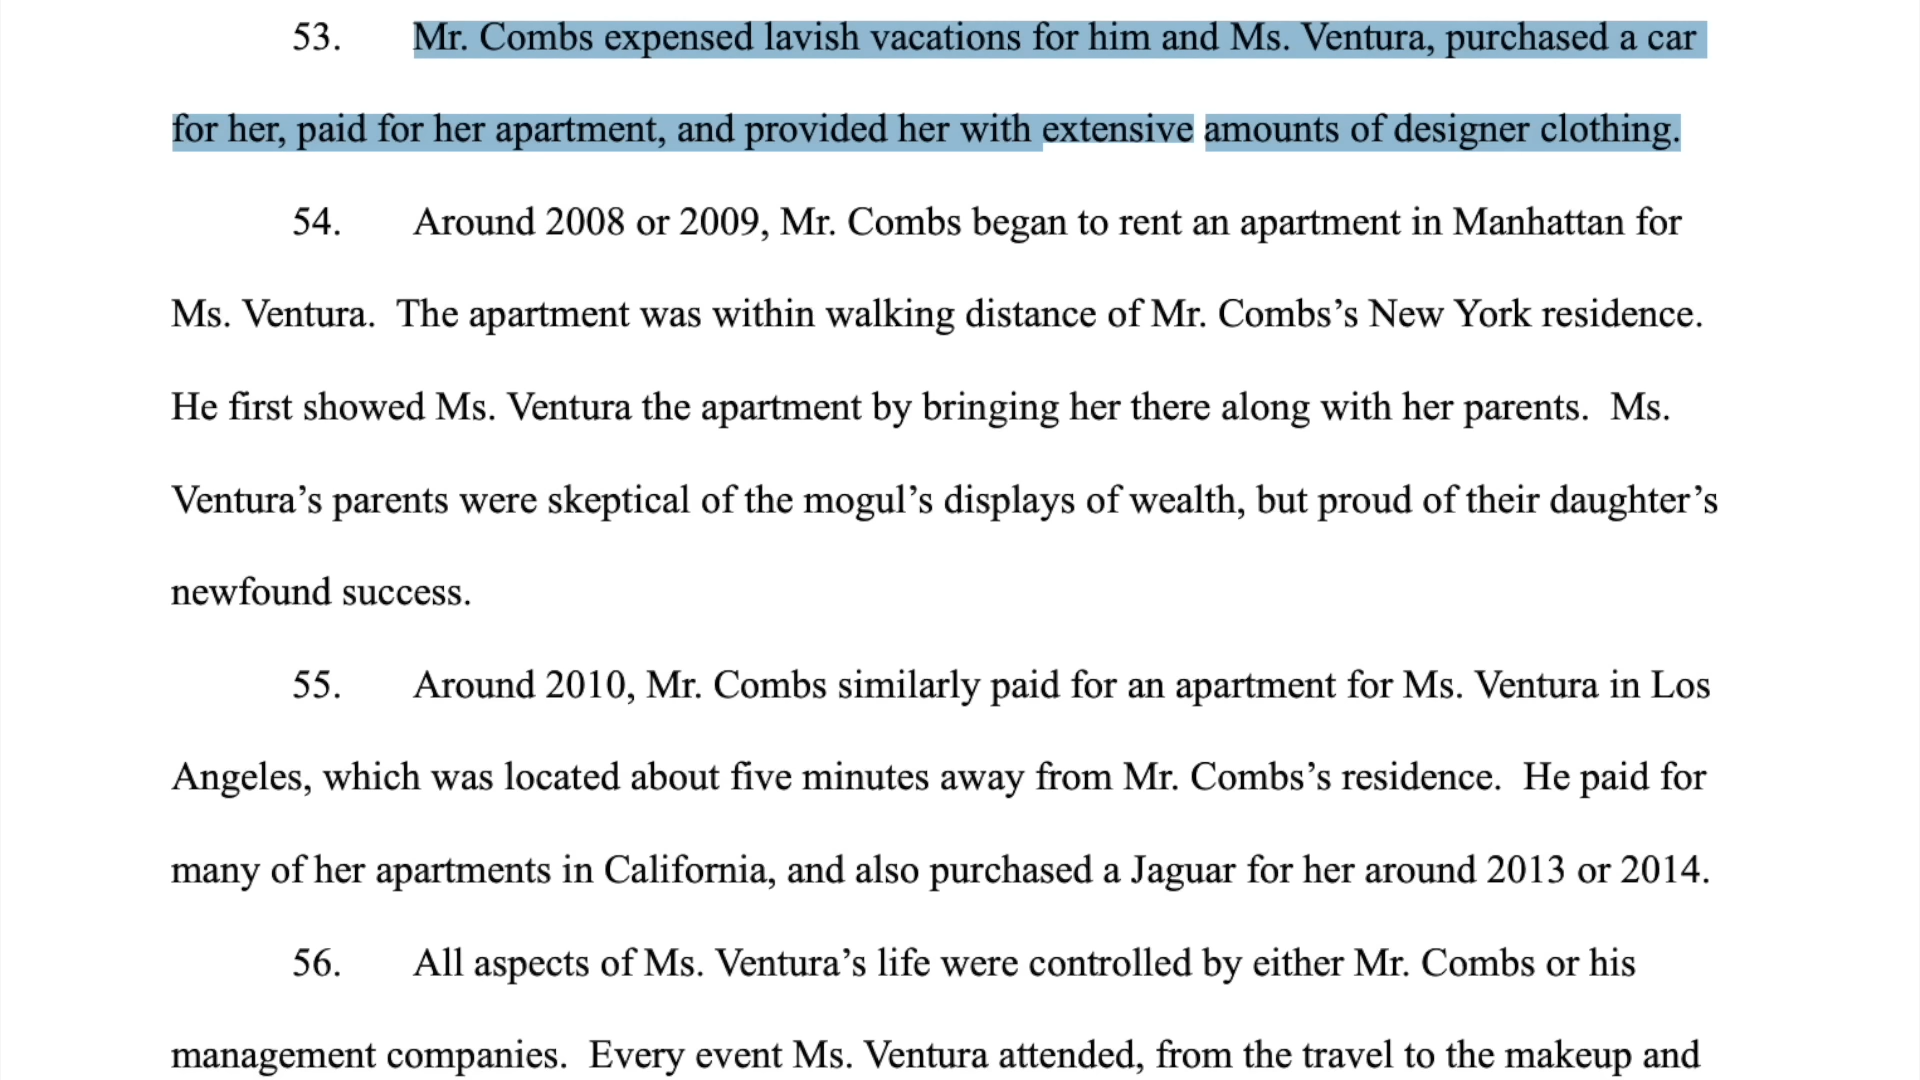 53. Mr. Combs expensed lavish vacations for him and Ms. Ventura, purchased a car
for her, paid for her apartment, and provided her with extensive amounts of designer clothing.
54. Around 2008 or 2009, Mr. Combs began to rent an apartment in Manhattan for
Ms. Ventura.  The apartment was within walking distance of Mr. Combs’s New York residence.
He first showed Ms. Ventura the apartment by bringing her there along with her parents.  Ms.
Ventura’s parents were skeptical of the mogul’s displays of wealth, but proud of their daughter’s
newfound success.
55. Around 2010, Mr. Combs similarly paid for an apartment for Ms. Ventura in Los
Angeles, which was located about five minutes away from Mr. Combs’s residence.  He paid for
many of her apartments in California, and also purchased a Jaguar for her around 2013 or 2014.
56. All aspects of Ms. Ventura’s life were controlled by either Mr. Combs or his
management companies.  Every event Ms. Ventura attended, from the travel to the makeup and